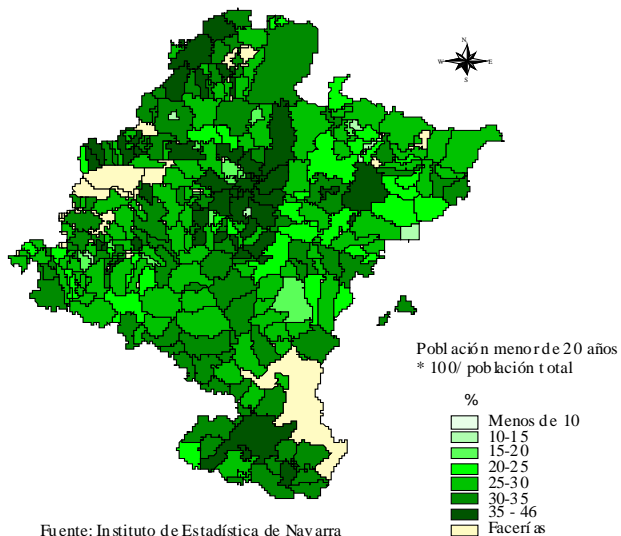 N
W E
S
Población menor de 20 años
* 100/ población total
%
Menos de 10
10-15
15-20
20-25
25-30
30-35
35 - 46
Facerías
Fuente: Instituto de Estadística de Navarra